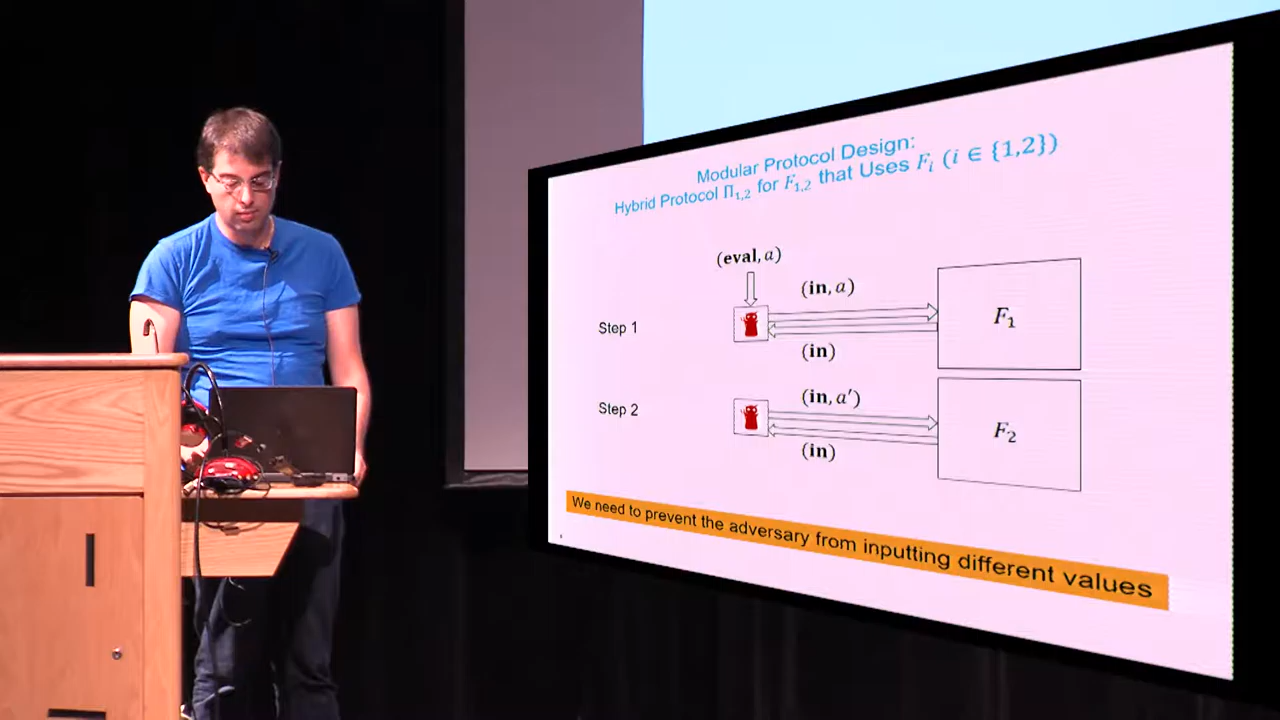 Modular Protocol Design:
Hybrid Protocol Π₁,₂ for F₁,₂ that Uses Fᵢ (i ∈ {1,2})
(eval, a)
(in, a)
Step 1
F₁
(in)
(in, a′)
Step 2
F₂
(in)
We need to prevent the adversary from inputting different values